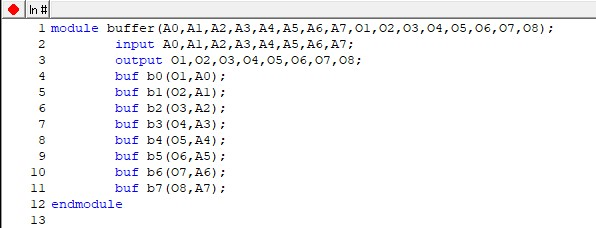 ln #
1 module buffer(A0,A1,A2,A3,A4,A5,A6,A7,O1,O2,O3,O4,O5,O6,O7,O8);
2 input A0,A1,A2,A3,A4,A5,A6,A7;
3 output O1,O2,O3,O4,O5,O6,O7,O8;
4 buf b0(O1,A0);
5 buf b1(O2,A1);
6 buf b2(O3,A2);
7 buf b3(O4,A3);
8 buf b4(O5,A4);
9 buf b5(O6,A5);
10 buf b6(O7,A6);
11 buf b7(O8,A7);
12 endmodule
13